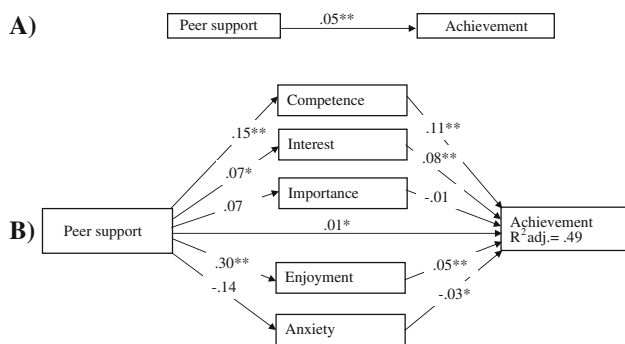 A)
Peer support
.05**
Achievement
B)
Peer support
.15**
Competence
.11**
.07*
Interest
.08**
.07
Importance
-.01
.01*
Achievement
R²adj.= .49
.30**
Enjoyment
.05**
-.14
Anxiety
-.03*